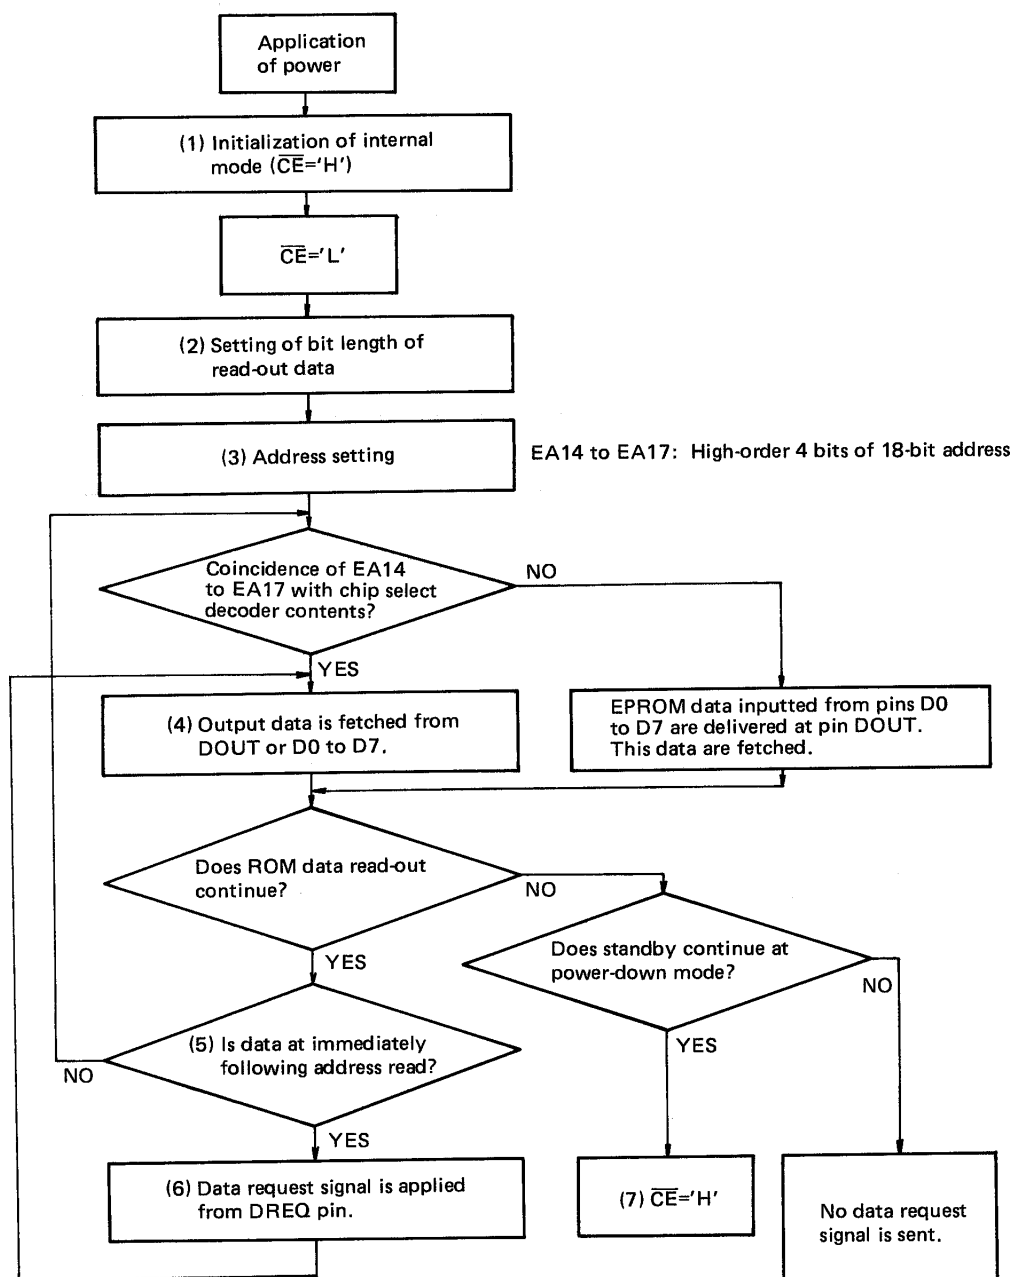 Application
of power
(1) Initialization of internal
mode (C̅E̅='H')
C̅E̅='L'
(2) Setting of bit length of
read-out data
(3) Address setting
EA14 to EA17: High-order 4 bits of 18-bit address
Coincidence of EA14
to EA17 with chip select
decoder contents?
NO
YES
(4) Output data is fetched from
DOUT or D0 to D7.
EPROM data inputted from pins D0
to D7 are delivered at pin DOUT.
This data are fetched.
Does ROM data read-out
continue?
NO
YES
Does standby continue at
power-down mode?
NO
YES
(5) Is data at immediately
following address read?
NO
YES
(6) Data request signal is applied
from DREQ pin.
(7) C̅E̅='H'
No data request
signal is sent.